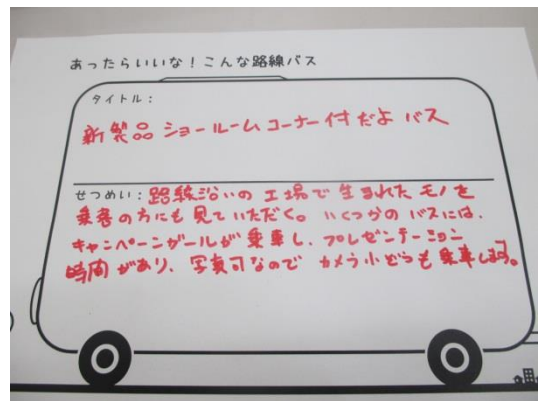 あったらいいな！こんな路線バス
タイトル：
新製品ショールームコーナー付だよバス
せつめい：路線沿いの工場で生まれたモノを
乗客の方にも見ていただく。いくつかのバスには、
キャンペーンガールが乗車し、プレゼンテーション
時間があり、写真可なのでカメラ小ぞうも乗車します。